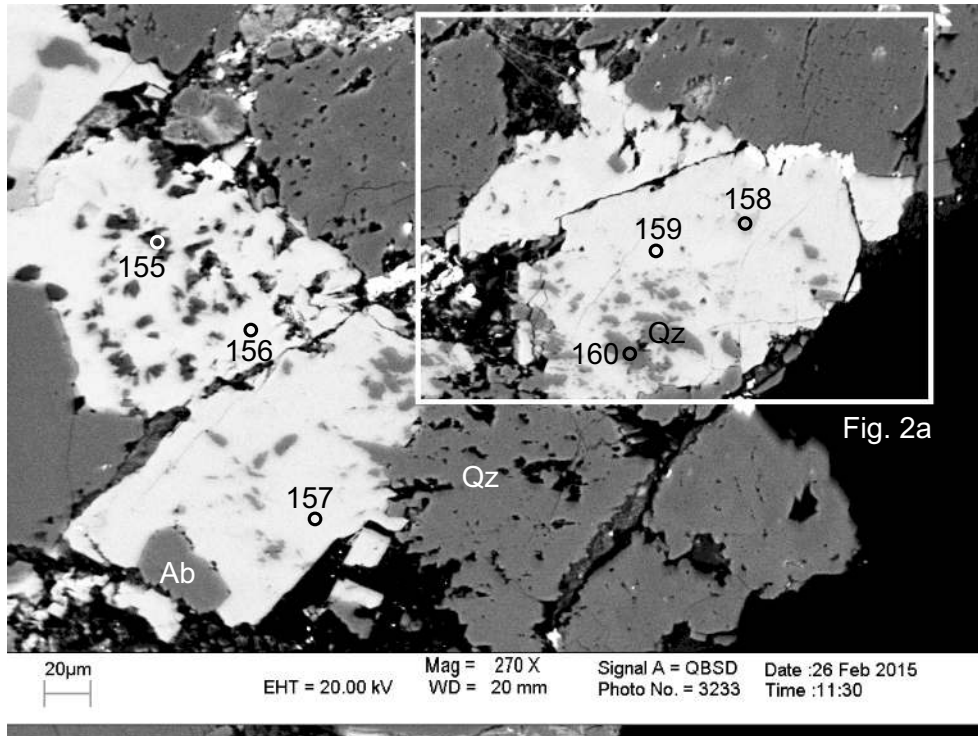 158
159
155
Qz
156
160
Fig. 2a
Qz
157
Ab
20µm
EHT = 20.00 kV
Mag = 270 X
WD = 20 mm
Signal A = QBSD
Photo No. = 3233
Date :26 Feb 2015
Time :11:30